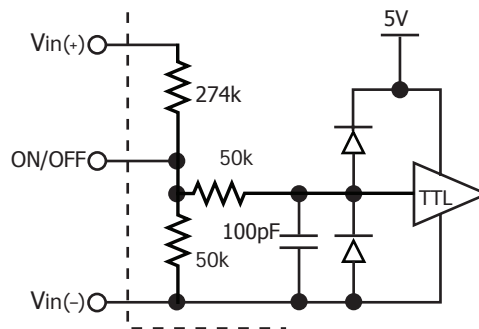 Vin(+)
5V
274k
ON/OFF
50k
TTL
100pF
50k
Vin(−)